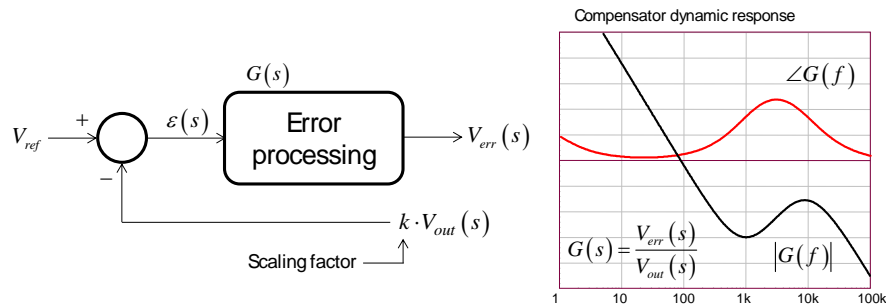 Compensator dynamic response
G(s)
V_ref
+
ε(s)
Error
processing
V_err(s)
−
k·V_out(s)
Scaling factor
∠G(f)
G(s) = V_err(s) / V_out(s)
|G(f)|
1 10 100 1k 10k 100k